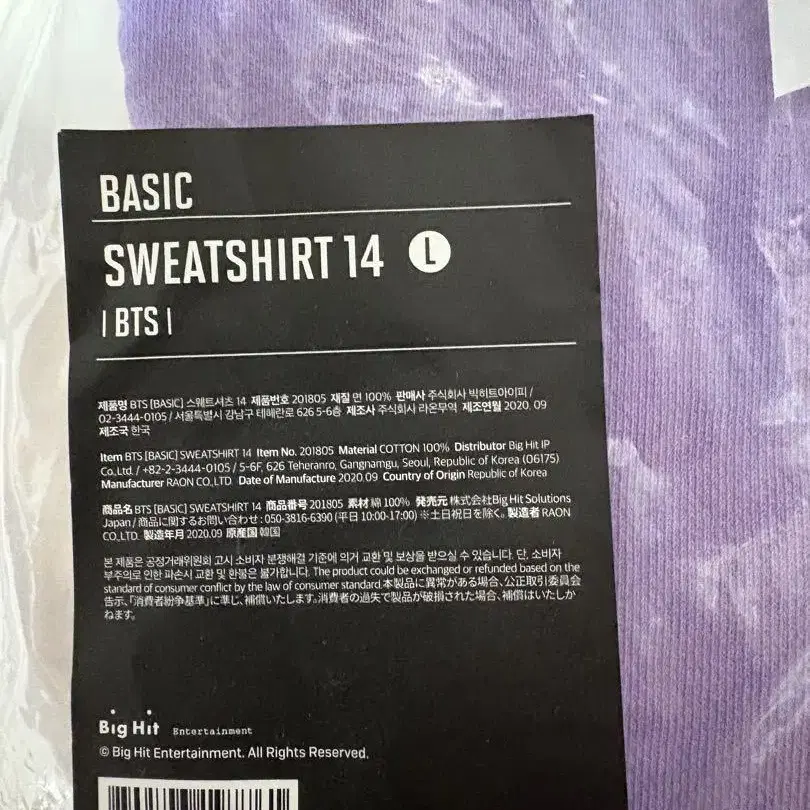 BASIC
SWEATSHIRT 14 L
| BTS |
제품명 BTS [BASIC] 스웨트셔츠 14 제품번호 201805 재질 면 100% 판매사 주식회사 빅히트아이피 /
02-3444-0105 / 서울특별시 강남구 테헤란로 626 5-6층 제조사 주식회사 라온무역 제조연월 2020. 09
제조국 한국
Item BTS [BASIC] SWEATSHIRT 14 Item No. 201805 Material COTTON 100% Distributor Big Hit IP
Co.,Ltd. / +82-2-3444-0105 / 5-6F, 626 Teheranro, Gangnamgu, Seoul, Republic of Korea (06175)
Manufacturer RAON CO.,LTD. Date of Manufacture 2020.09 Country of Origin Republic of Korea
商品名 BTS [BASIC] SWEATSHIRT 14 商品番号 201805 素材 綿 100% 発売元 株式会社Big Hit Solutions
Japan / 商品に関するお問い合わせ : 050-3816-6390 (平日 10:00-17:00) ※土日祝日を除く。 製造者 RAON
CO.,LTD. 製造年月 2020.09 原産国 韓国
본 제품은 공정거래위원회 고시 소비자 분쟁해결 기준에 의거 교환 및 보상을 받으실 수 있습니다. 단, 소비자
부주의로 인한 파손시 교환 및 환불은 불가합니다. The product could be exchanged or refunded based on the
standard of consumer conflict by the law of consumer standard. 本製品に異常がある場合、公正取引委員会
告示、「消費者紛争基準」に準じ、補償いたします。消費者の過失で製品が破損された場合、補償はいたしか
ねます。
Big Hit Entertainment
© Big Hit Entertainment. All Rights Reserved.